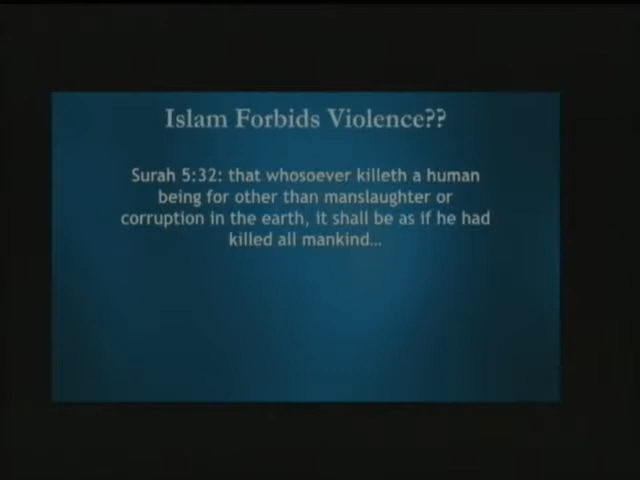 Islam Forbids Violence??
Surah 5:32: that whosoever killeth a human
being for other than manslaughter or
corruption in the earth, it shall be as if he had
killed all mankind...